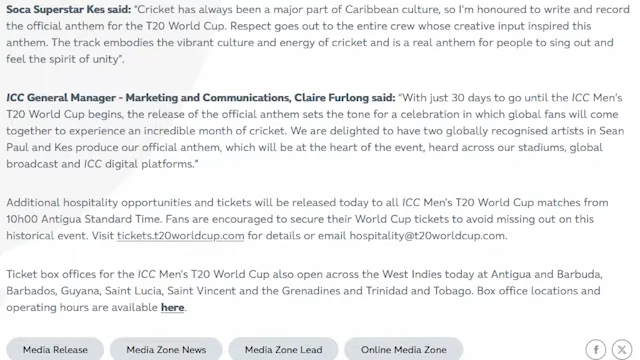 Soca Superstar Kes said: “Cricket has always been a major part of Caribbean culture, so I’m honoured to write and record
the official anthem for the T20 World Cup. Respect goes out to the entire crew whose creative input inspired this
anthem. The track embodies the vibrant culture and energy of cricket and is a real anthem for people to sing out and
feel the spirit of unity”.
ICC General Manager - Marketing and Communications, Claire Furlong said: “With just 30 days to go until the ICC Men’s
T20 World Cup begins, the release of the official anthem sets the tone for a celebration in which global fans will come
together to experience an incredible month of cricket. We are delighted to have two globally recognised artists in Sean
Paul and Kes produce our official anthem, which will be at the heart of the event, heard across our stadiums, global
broadcast and ICC digital platforms.”
Additional hospitality opportunities and tickets will be released today to all ICC Men’s T20 World Cup matches from
10h00 Antigua Standard Time. Fans are encouraged to secure their World Cup tickets to avoid missing out on this
historical event. Visit tickets.t20worldcup.com for details or email hospitality@t20worldcup.com.
Ticket box offices for the ICC Men’s T20 World Cup also open across the West Indies today at Antigua and Barbuda,
Barbados, Guyana, Saint Lucia, Saint Vincent and the Grenadines and Trinidad and Tobago. Box office locations and
operating hours are available here.
Media Release Media Zone News Media Zone Lead Online Media Zone